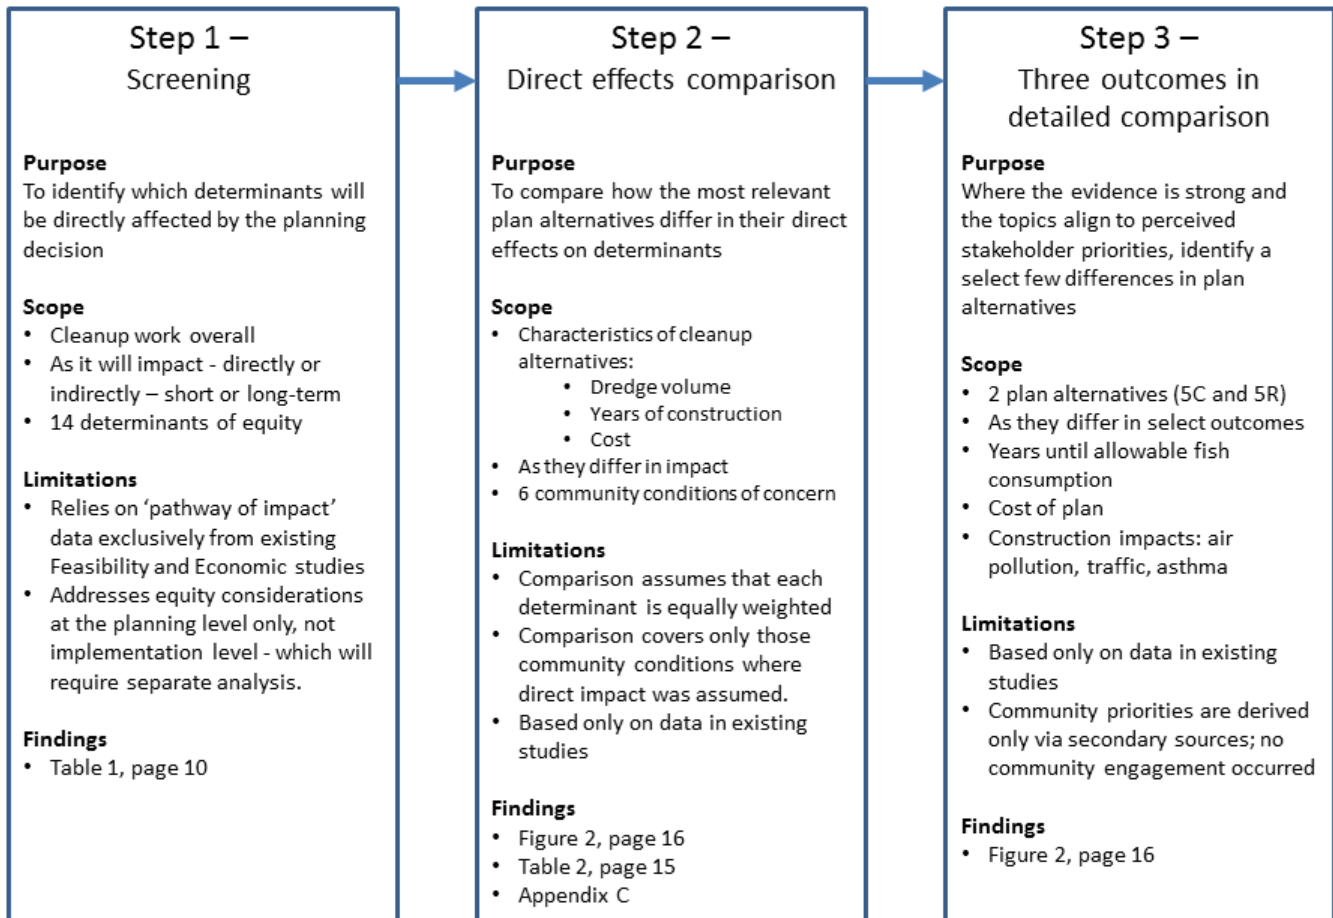 Step 1 –
Screening
Purpose
To identify which determinants will
be directly affected by the planning
decision
Scope
• Cleanup work overall
• As it will impact - directly or
indirectly – short or long-term
• 14 determinants of equity
Limitations
• Relies on ‘pathway of impact’
data exclusively from existing
Feasibility and Economic studies
• Addresses equity considerations
at the planning level only, not
implementation level - which will
require separate analysis.
Findings
• Table 1, page 10
Step 2 –
Direct effects comparison
Purpose
To compare how the most relevant
plan alternatives differ in their direct
effects on determinants
Scope
• Characteristics of cleanup
alternatives:
• Dredge volume
• Years of construction
• Cost
• As they differ in impact
• 6 community conditions of concern
Limitations
• Comparison assumes that each
determinant is equally weighted
• Comparison covers only those
community conditions where
direct impact was assumed.
• Based only on data in existing
studies
Findings
• Figure 2, page 16
• Table 2, page 15
• Appendix C
Step 3 –
Three outcomes in
detailed comparison
Purpose
Where the evidence is strong and
the topics align to perceived
stakeholder priorities, identify a
select few differences in plan
alternatives
Scope
• 2 plan alternatives (5C and 5R)
• As they differ in select outcomes
• Years until allowable fish
consumption
• Cost of plan
• Construction impacts: air
pollution, traffic, asthma
Limitations
• Based only on data in existing
studies
• Community priorities are derived
only via secondary sources; no
community engagement occurred
Findings
• Figure 2, page 16